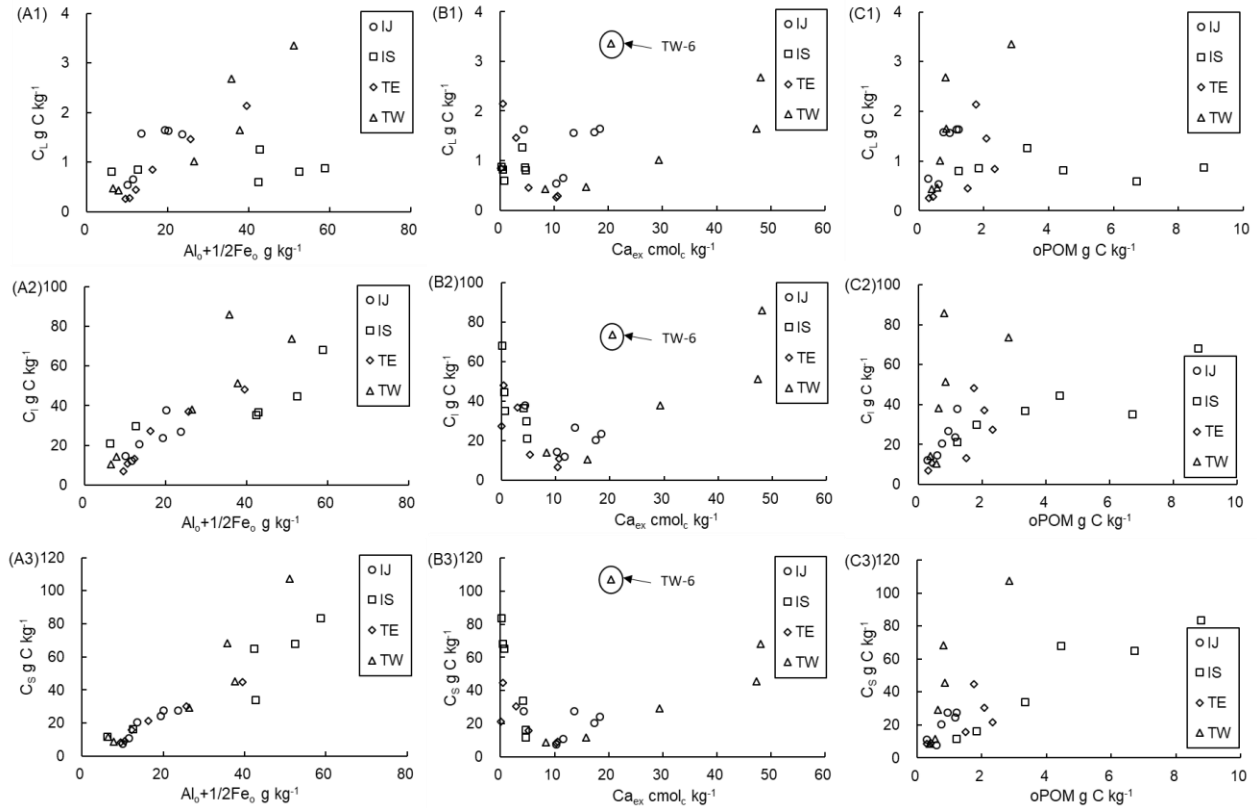 (A1)
C_L g C kg⁻¹
4
3
2
1
0
0 20 40 60 80
Al_o+1/2Fe_o g kg⁻¹
IJ
IS
TE
TW
(B1)
C_L g C kg⁻¹
4
3
2
1
0
0 10 20 30 40 50 60
Ca_ex cmol_c kg⁻¹
TW-6
IJ
IS
TE
TW
(C1)
C_L g C kg⁻¹
4
3
2
1
0
0 2 4 6 8 10
oPOM g C kg⁻¹
IJ
IS
TE
TW
(A2)
C_I g C kg⁻¹
100
80
60
40
20
0
0 20 40 60 80
Al_o+1/2Fe_o g kg⁻¹
IJ
IS
TE
TW
(B2)
C_I g C kg⁻¹
100
80
60
40
20
0
0 10 20 30 40 50 60
Ca_ex cmol_c kg⁻¹
TW-6
IJ
IS
TE
TW
(C2)
C_I g C kg⁻¹
100
80
60
40
20
0
0 2 4 6 8 10
oPOM g C kg⁻¹
IJ
IS
TE
TW
(A3)
C_S g C kg⁻¹
120
100
80
60
40
20
0
0 20 40 60 80
Al_o+1/2Fe_o g kg⁻¹
IJ
IS
TE
TW
(B3)
C_S g C kg⁻¹
120
100
80
60
40
20
0
0 10 20 30 40 50 60
Ca_ex cmol_c kg⁻¹
TW-6
IJ
IS
TE
TW
(C3)
C_S g C kg⁻¹
120
100
80
60
40
20
0
0 2 4 6 8 10
oPOM g C kg⁻¹
IJ
IS
TE
TW